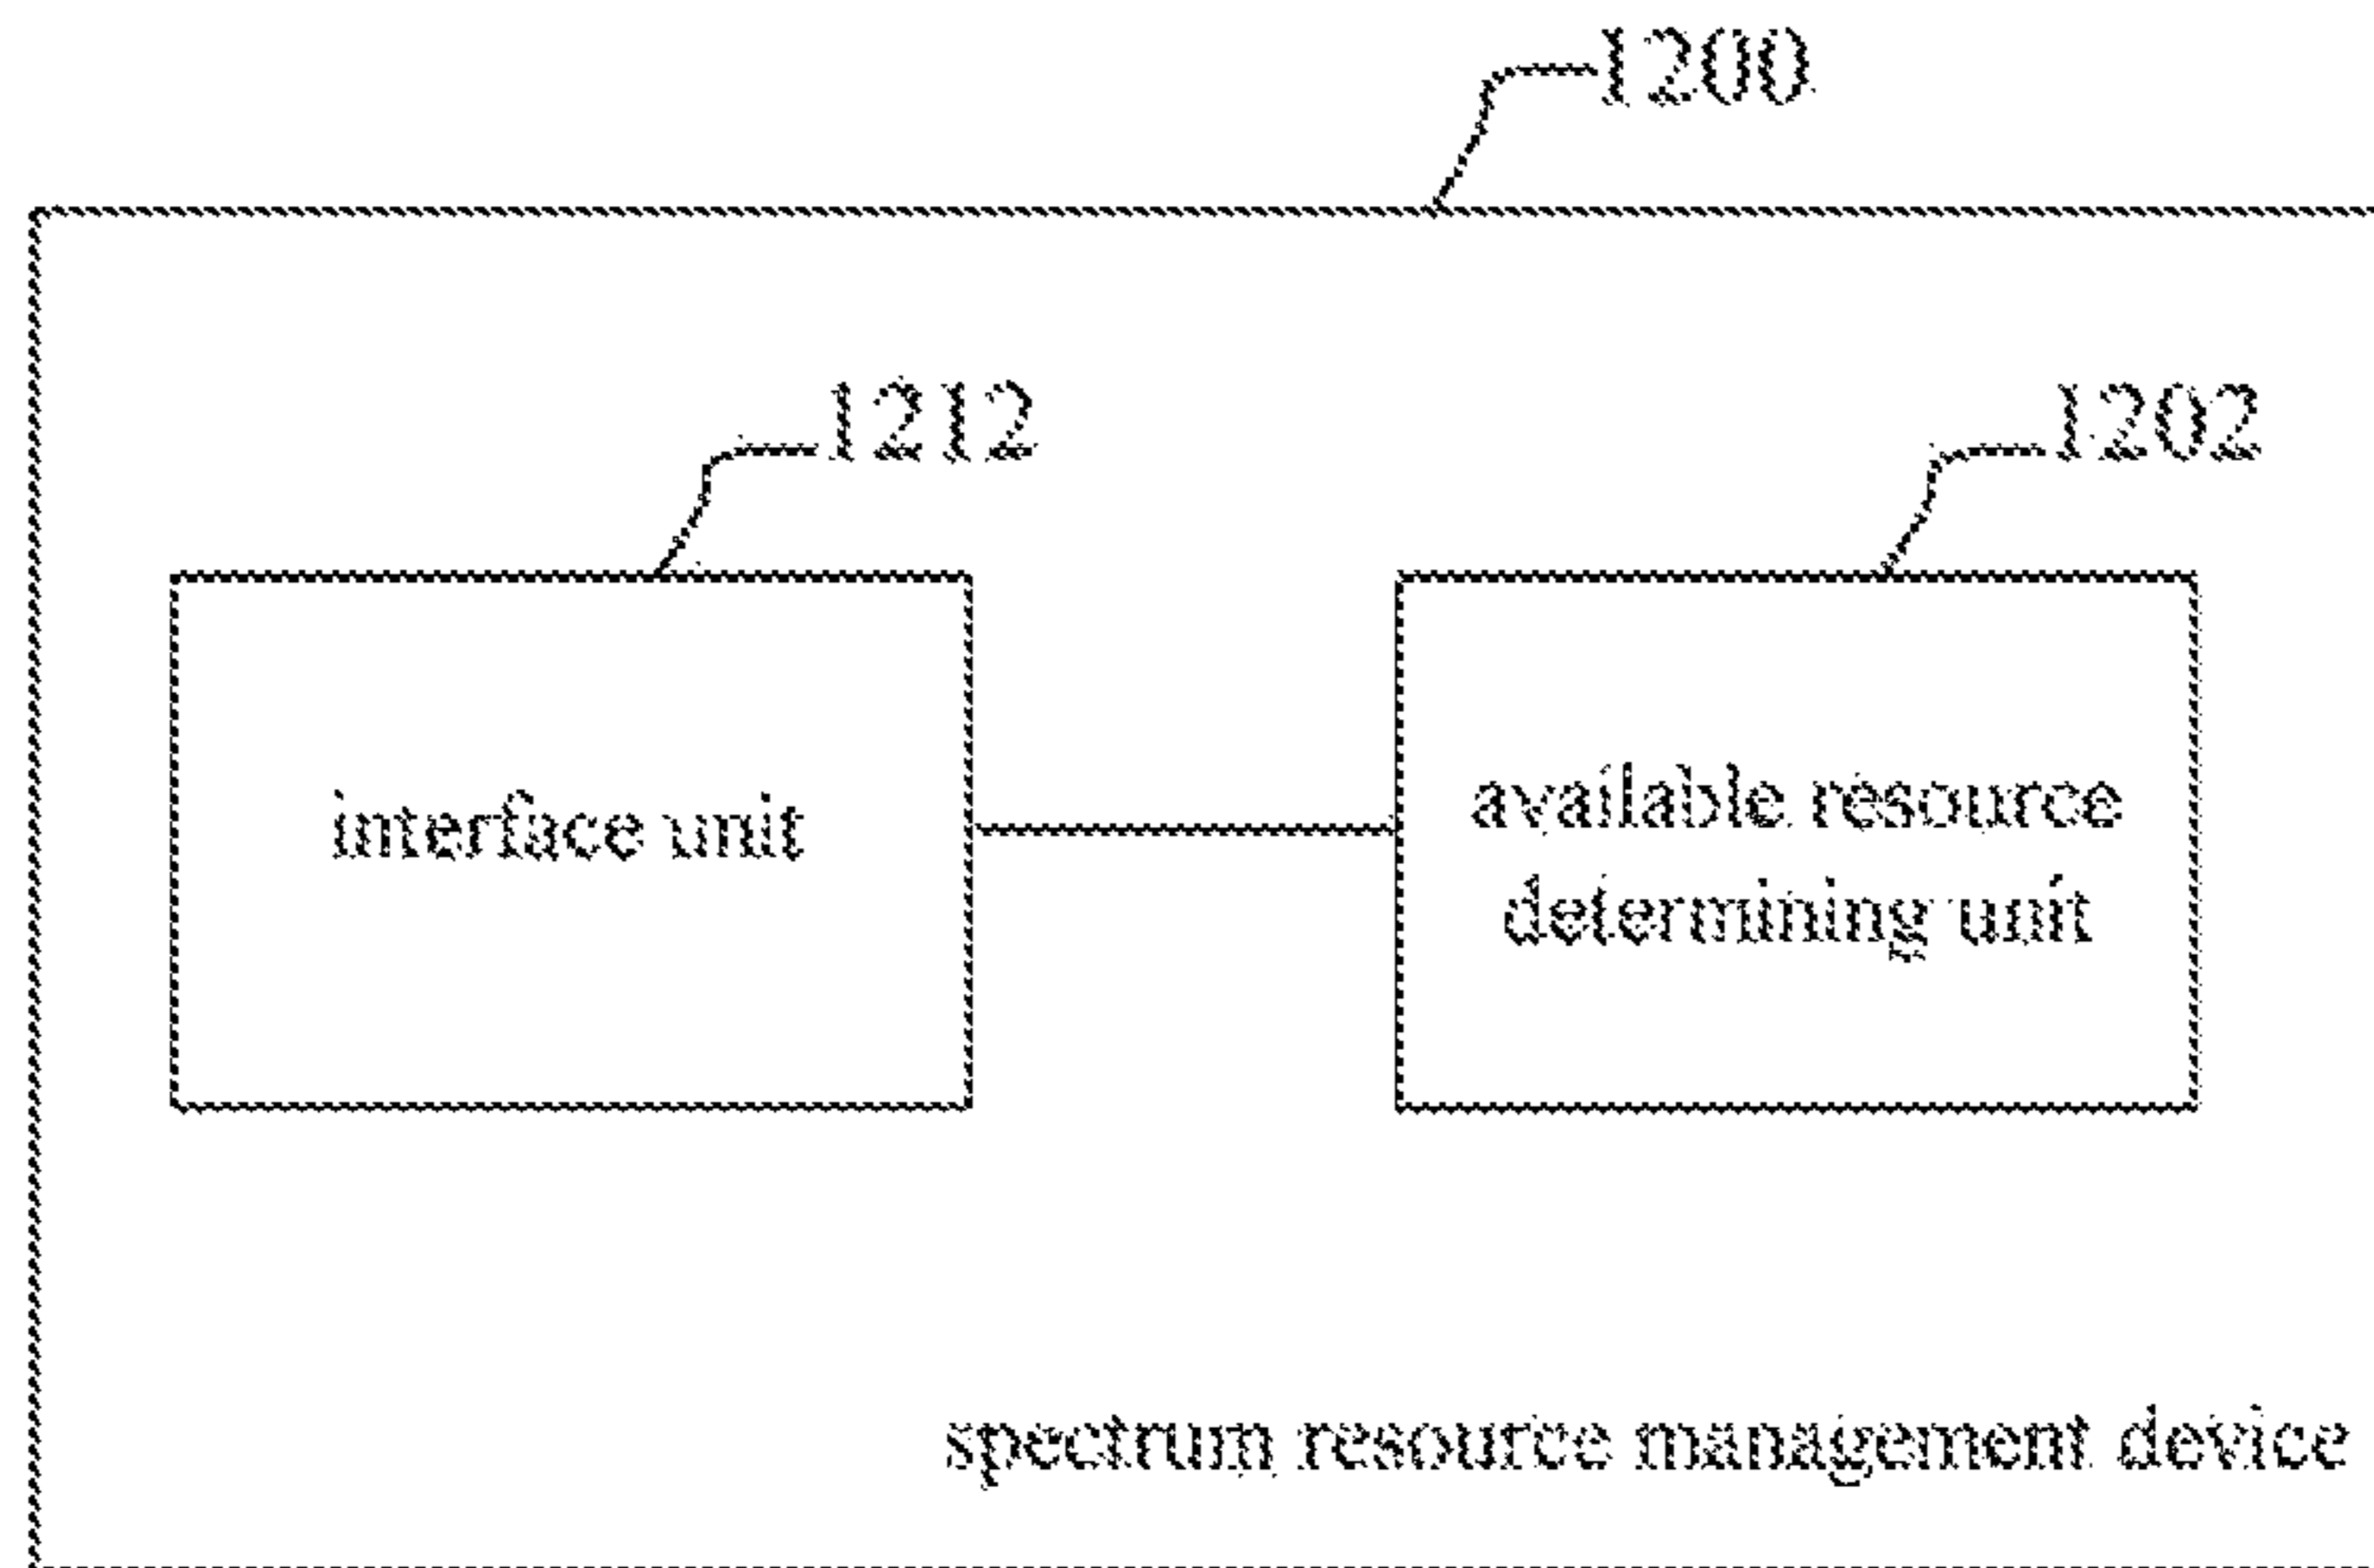 1200
1212
1202
interface unit
available resource
determining unit
spectrum resource management device